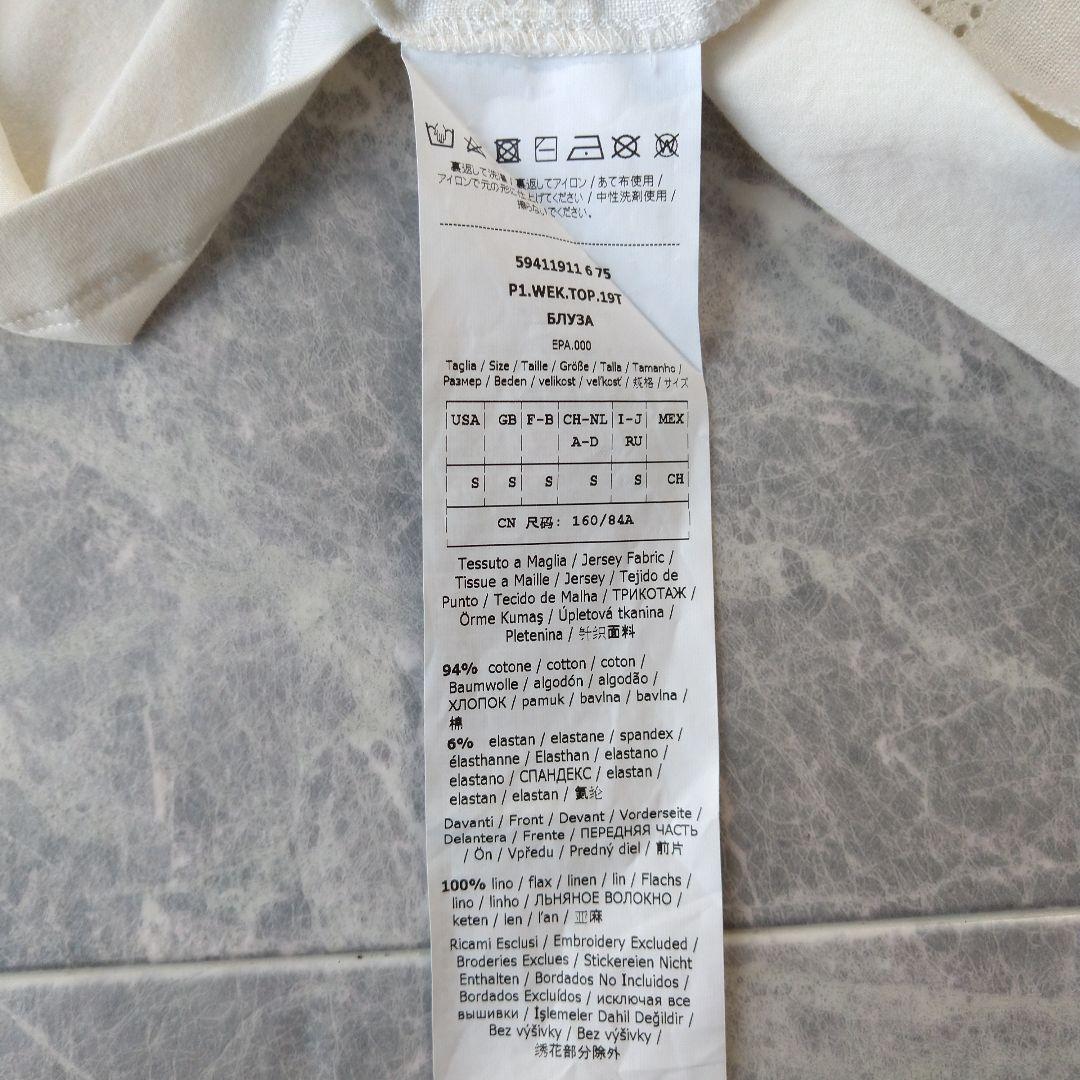 裏返して洗濯 / 裏返してアイロン / あて布使用 /
アイロンで元の形に仕上げてください / 中性洗剤使用 /
擦らないでください。
59411911 6 75
P1.WEK.TOP.19T
БЛУЗА
EPA.000
Taglia / Size / Taille / Größe / Talla / Tamanho /
Размер / Beden / velikost / veľkosť / 规格 / サイズ
USA GB F-B CH-NL I-J MEX
A-D RU
S S S S S CH
CN 尺码: 160/84A
Tessuto a Maglia / Jersey Fabric /
Tissue a Maille / Jersey / Tejido de
Punto / Tecido de Malha / ТРИКОТАЖ /
Örme Kumaş / Úpletová tkanina /
Pletenina / 针织面料
94% cotone / cotton / coton /
Baumwolle / algodón / algodão /
ХЛОПОК / pamuk / bavlna / bavlna /
棉
6% elastan / elastane / spandex /
élasthanne / Elasthan / elastano /
elastano / СПАНДЕКС / elastan /
elastan / elastan / 氨纶
Davanti / Front / Devant / Vorderseite /
Delantera / Frente / ПЕРЕДНЯЯ ЧАСТЬ
/ Ön / Vpředu / Predný diel / 前片
100% lino / flax / linen / lin / Flachs /
lino / linho / ЛЬНЯНОЕ ВОЛОКНО /
keten / len / ľan / 亚麻
Ricami Esclusi / Embroidery Excluded /
Broderies Exclues / Stickereien Nicht
Enthalten / Bordados No Incluidos /
Bordados Excluídos / исключая все
вышивки / İşlemeler Dahil Değildir /
Bez výšivky / Bez výšivky /
绣花部分除外